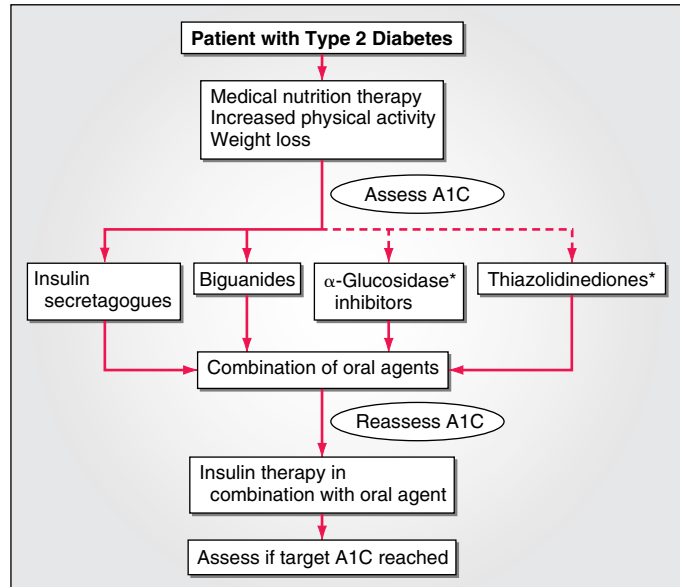 Patient with Type 2 Diabetes
Medical nutrition therapy
Increased physical activity
Weight loss
Assess A1C
Insulin
secretagogues
Biguanides
α-Glucosidase*
inhibitors
Thiazolidinediones*
Combination of oral agents
Reassess A1C
Insulin therapy in
combination with oral agent
Assess if target A1C reached